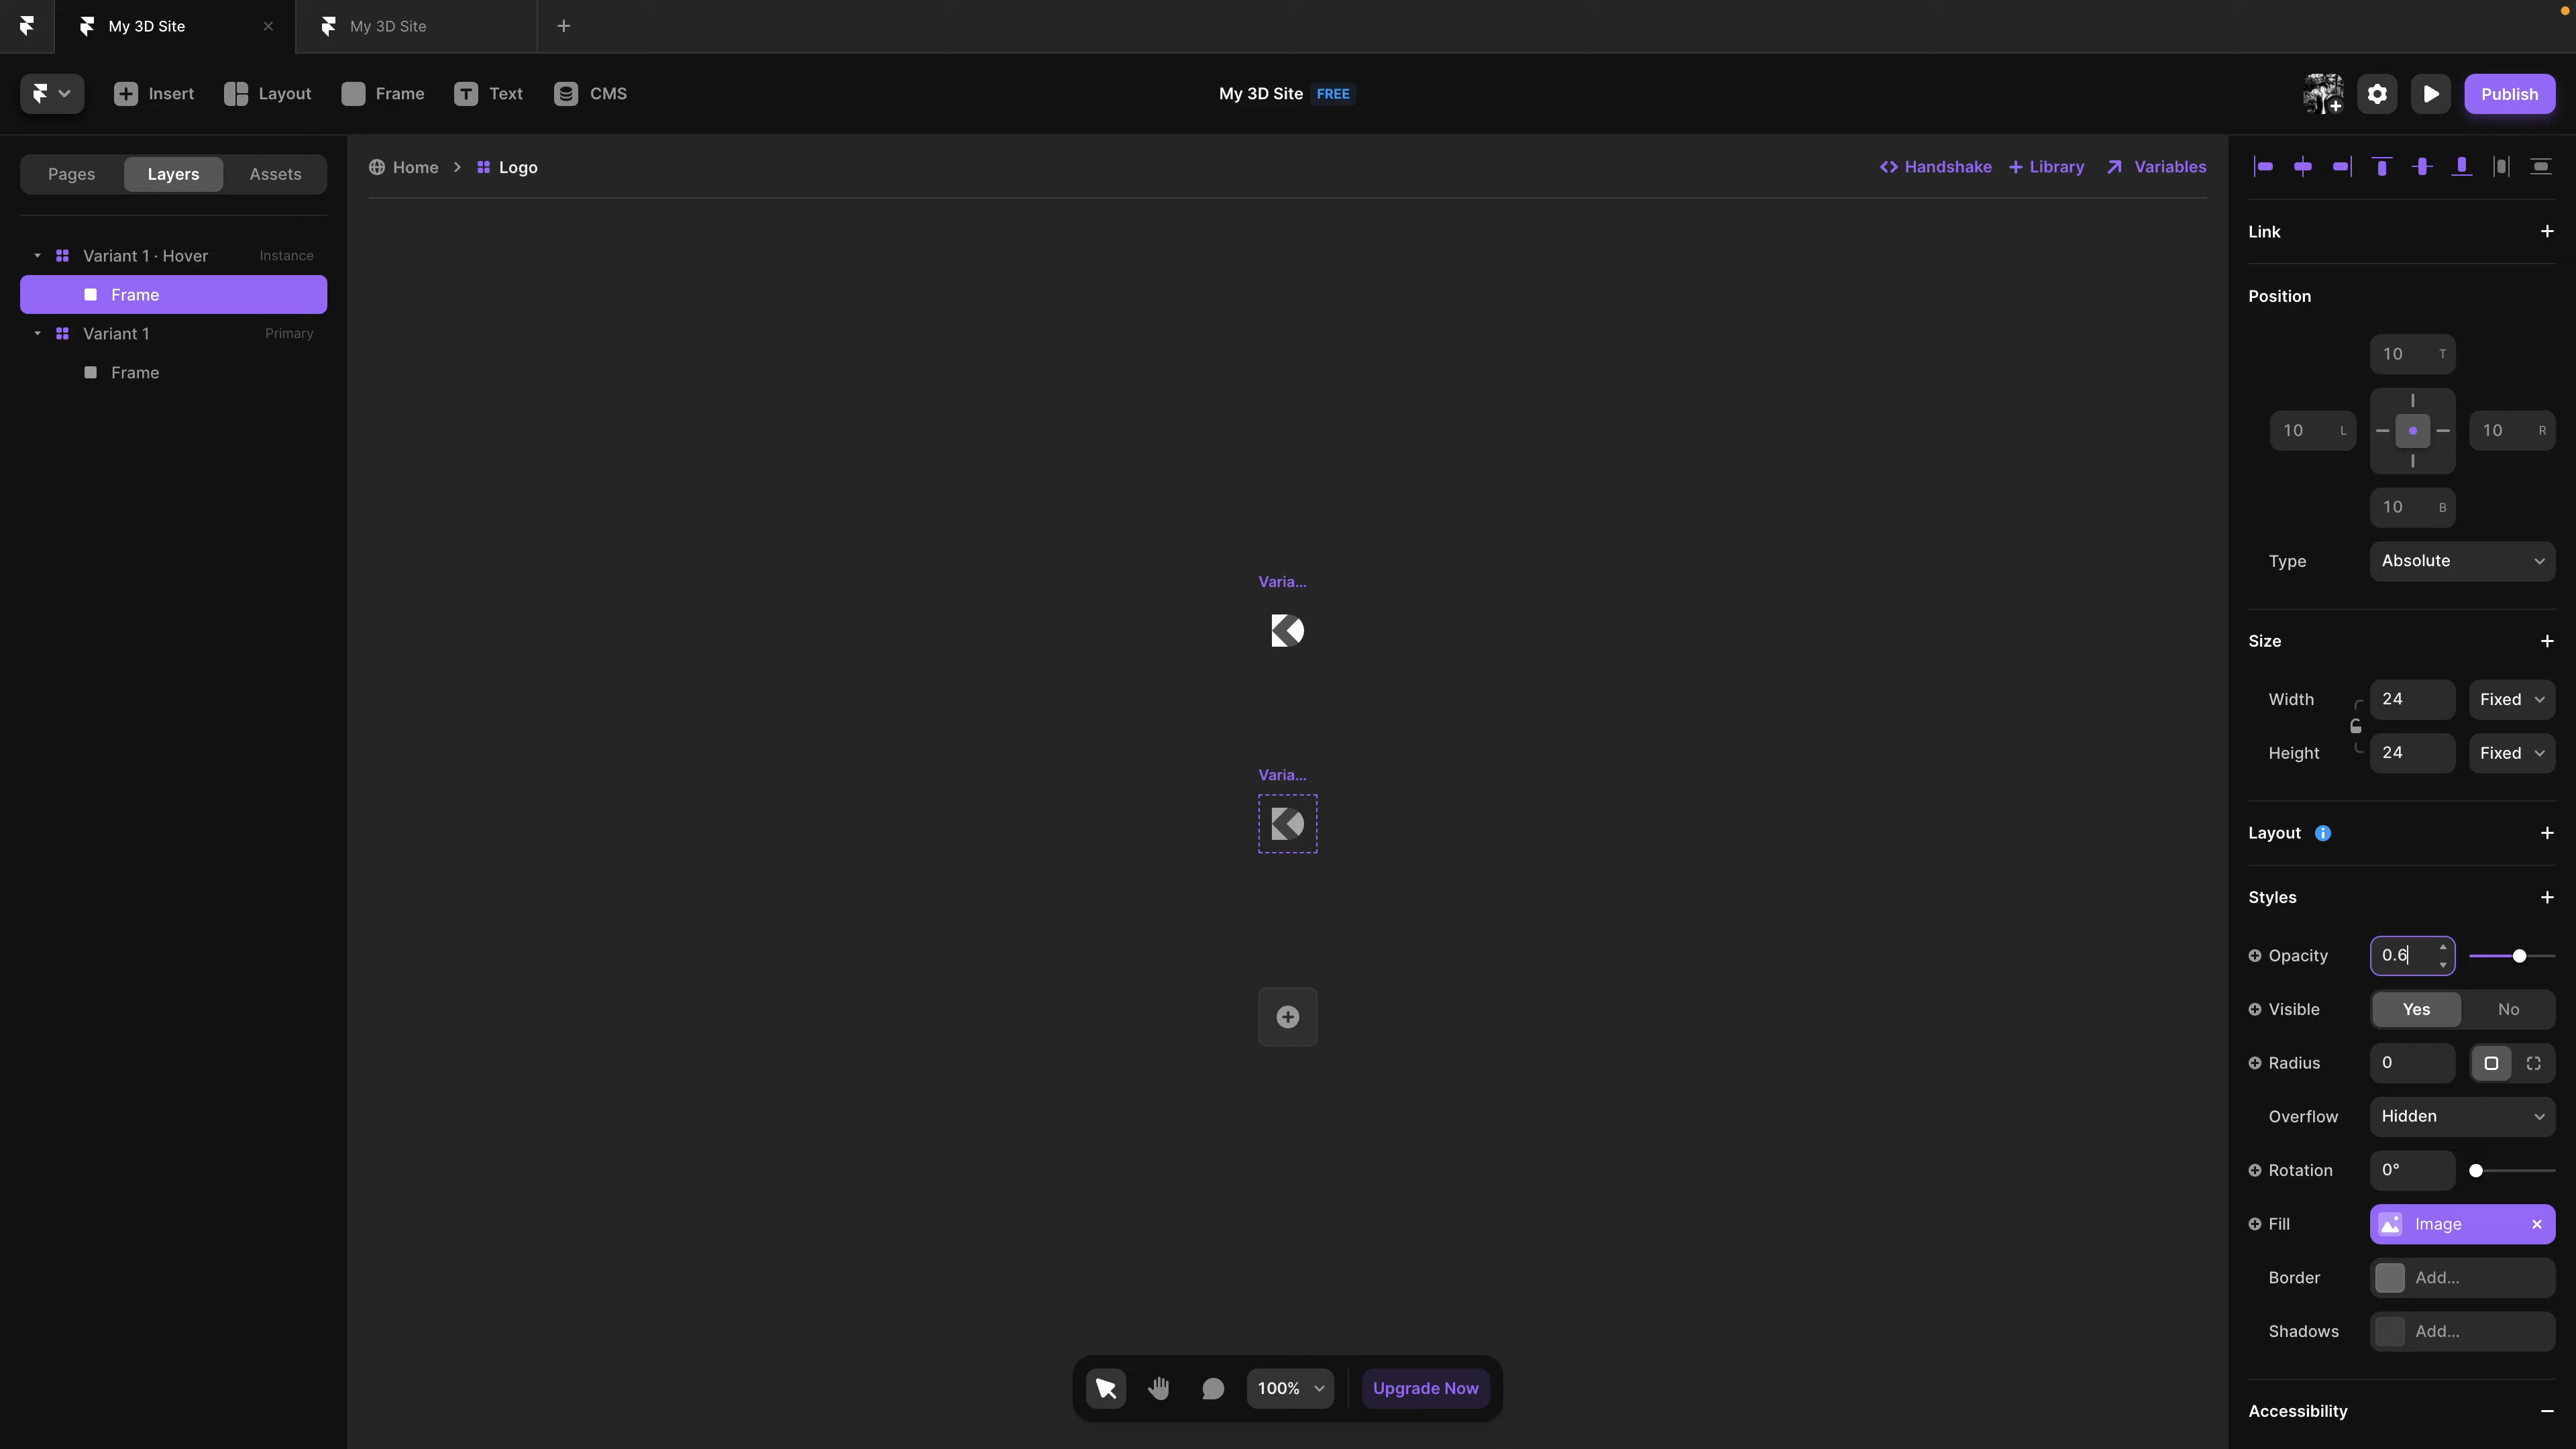 My 3D Site
My 3D Site
Insert
Layout
Frame
Text
CMS
My 3D Site FREE
Publish
Pages
Layers
Assets
Home
Logo
Handshake
Library
Variables
Variant 1 · Hover Instance
Frame
Variant 1 Primary
Frame
Varia...
Varia...
100%
Upgrade Now
Link
Position
10 T
10 L
10 R
10 B
Type Absolute
Size
Width 24 Fixed
Height 24 Fixed
Layout
Styles
Opacity 0.6
Visible Yes No
Radius 0
Overflow Hidden
Rotation 0°
Fill Image
Border Add...
Shadows Add...
Accessibility